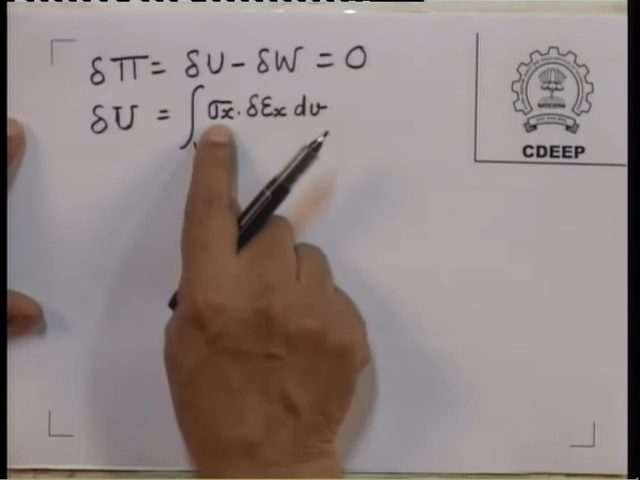 δΠ = δU - δW = 0
δU = ∫ σx · δεx dv
CDEEP